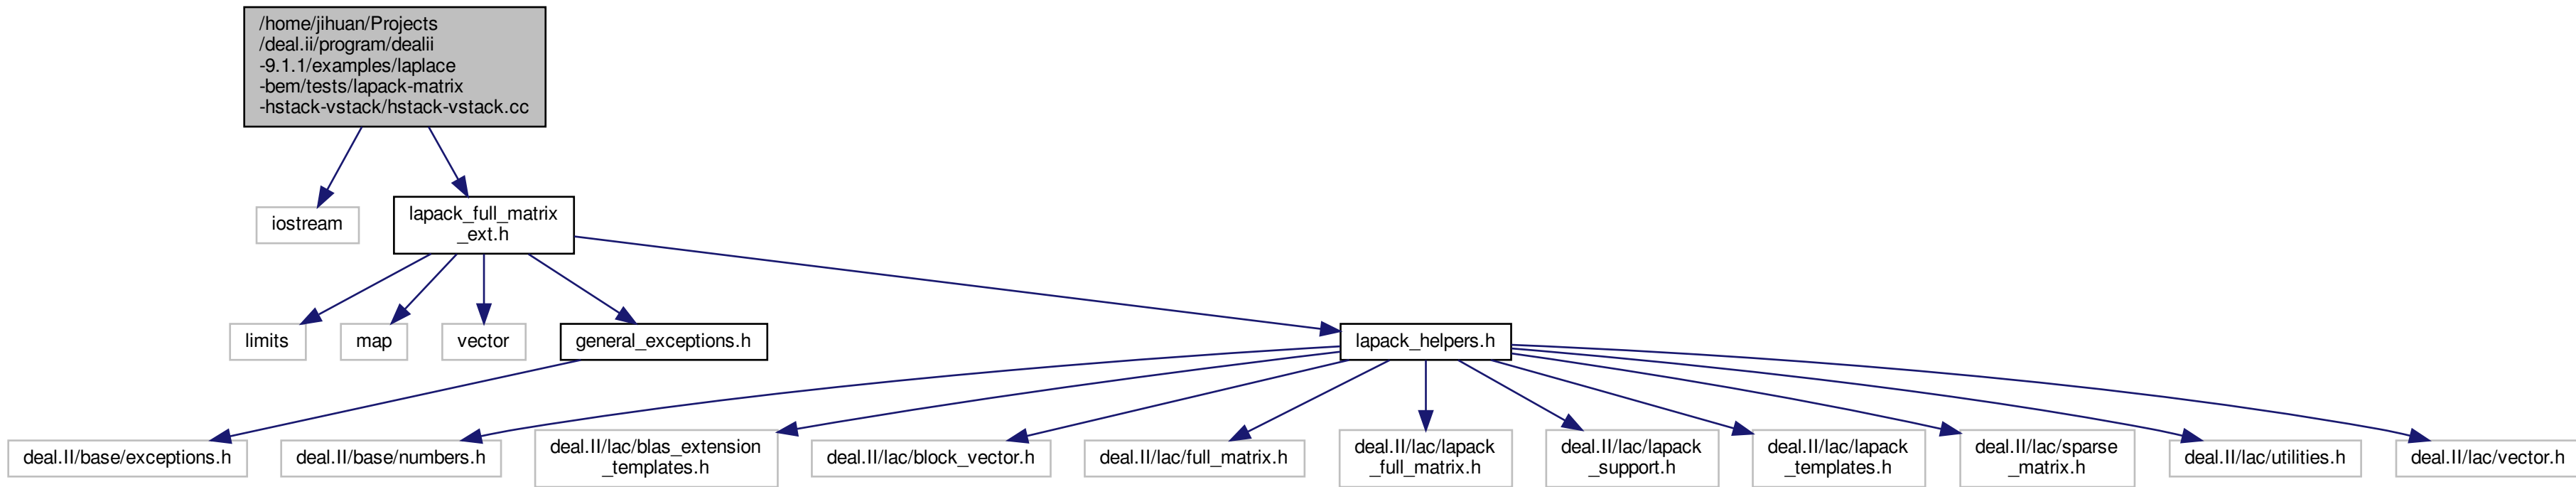 /home/jihuan/Projects
/deal.ii/program/dealii
-9.1.1/examples/laplace
-bem/tests/lapack-matrix
-hstack-vstack/hstack-vstack.cc
iostream
lapack_full_matrix
_ext.h
limits
map
vector
general_exceptions.h
lapack_helpers.h
deal.II/base/exceptions.h
deal.II/base/numbers.h
deal.II/lac/blas_extension
_templates.h
deal.II/lac/block_vector.h
deal.II/lac/full_matrix.h
deal.II/lac/lapack
_full_matrix.h
deal.II/lac/lapack
_support.h
deal.II/lac/lapack
_templates.h
deal.II/lac/sparse
_matrix.h
deal.II/lac/utilities.h
deal.II/lac/vector.h